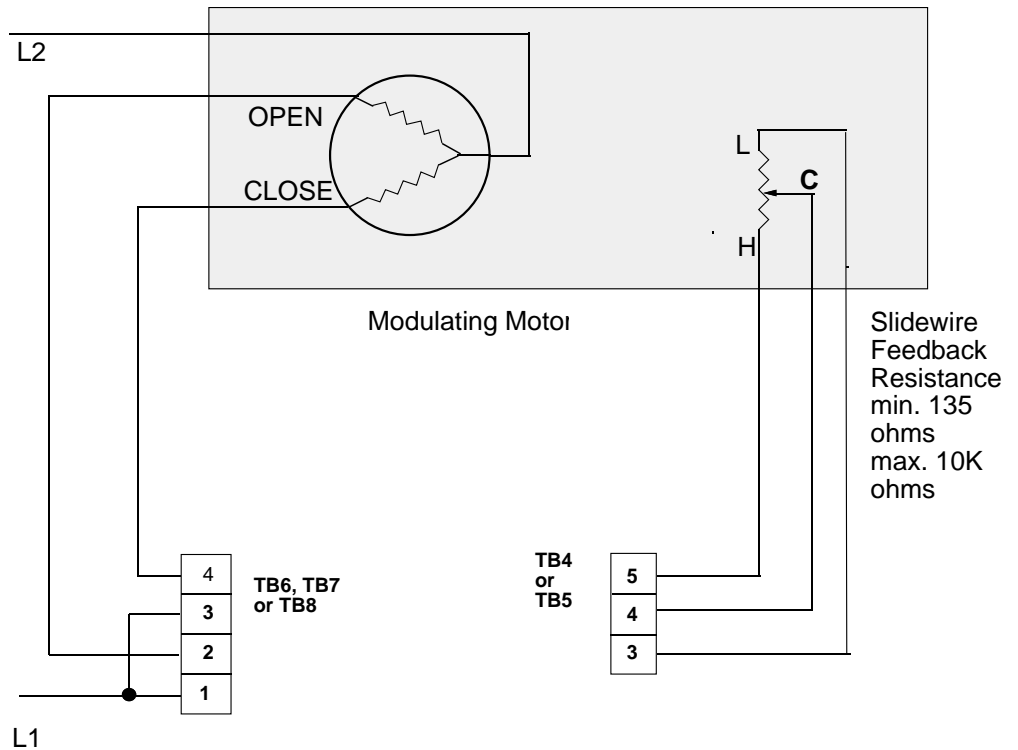 L2
OPEN
CLOSE
L
C
H
Modulating Motor
Slidewire
Feedback
Resistance
min. 135
ohms
max. 10K
ohms
4
3
2
1
TB6, TB7
or TB8
TB4
or
TB5
5
4
3
L1